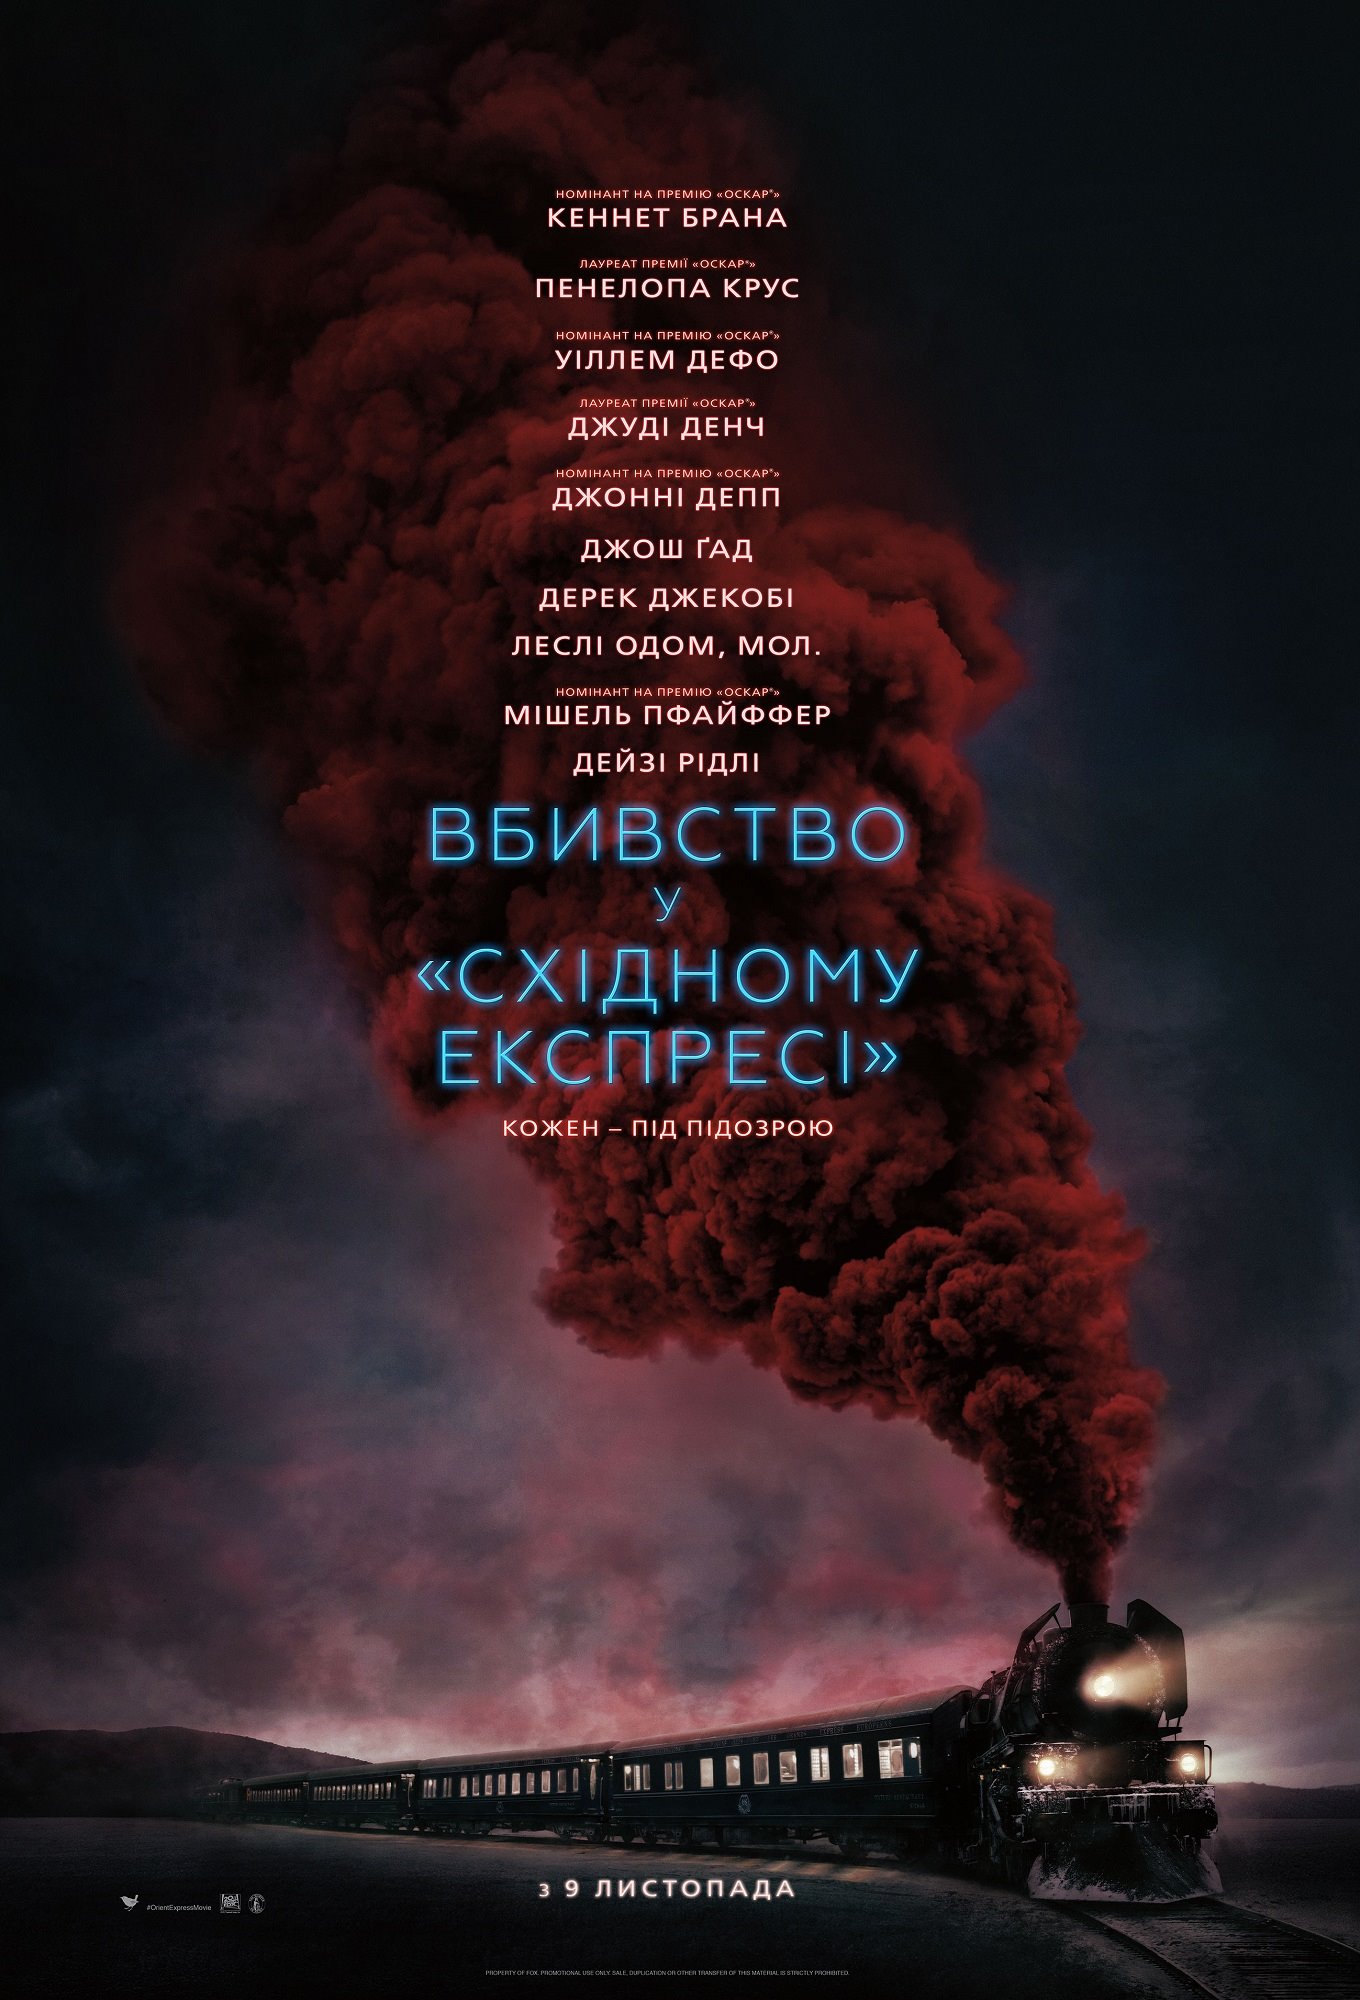 НОМІНАНТ НА ПРЕМІЮ «ОСКАР®»
КЕННЕТ БРАНА
ЛАУРЕАТ ПРЕМІЇ «ОСКАР®»
ПЕНЕЛОПА КРУС
НОМІНАНТ НА ПРЕМІЮ «ОСКАР®»
УІЛЛЕМ ДЕФО
ЛАУРЕАТ ПРЕМІЇ «ОСКАР®»
ДЖУДІ ДЕНЧ
НОМІНАНТ НА ПРЕМІЮ «ОСКАР®»
ДЖОННІ ДЕПП
ДЖОШ ҐАД
ДЕРЕК ДЖЕКОБІ
ЛЕСЛІ ОДОМ, МОЛ.
НОМІНАНТ НА ПРЕМІЮ «ОСКАР®»
МІШЕЛЬ ПФАЙФФЕР
ДЕЙЗІ РІДЛІ
ВБИВСТВО
У
«СХІДНОМУ
ЕКСПРЕСІ»
КОЖЕН – ПІД ПІДОЗРОЮ
З 9 ЛИСТОПАДА
#OrientExpressMovie
PROPERTY OF FOX. PROMOTIONAL USE ONLY. SALE, DUPLICATION OR OTHER TRANSFER OF THIS MATERIAL IS STRICTLY PROHIBITED.